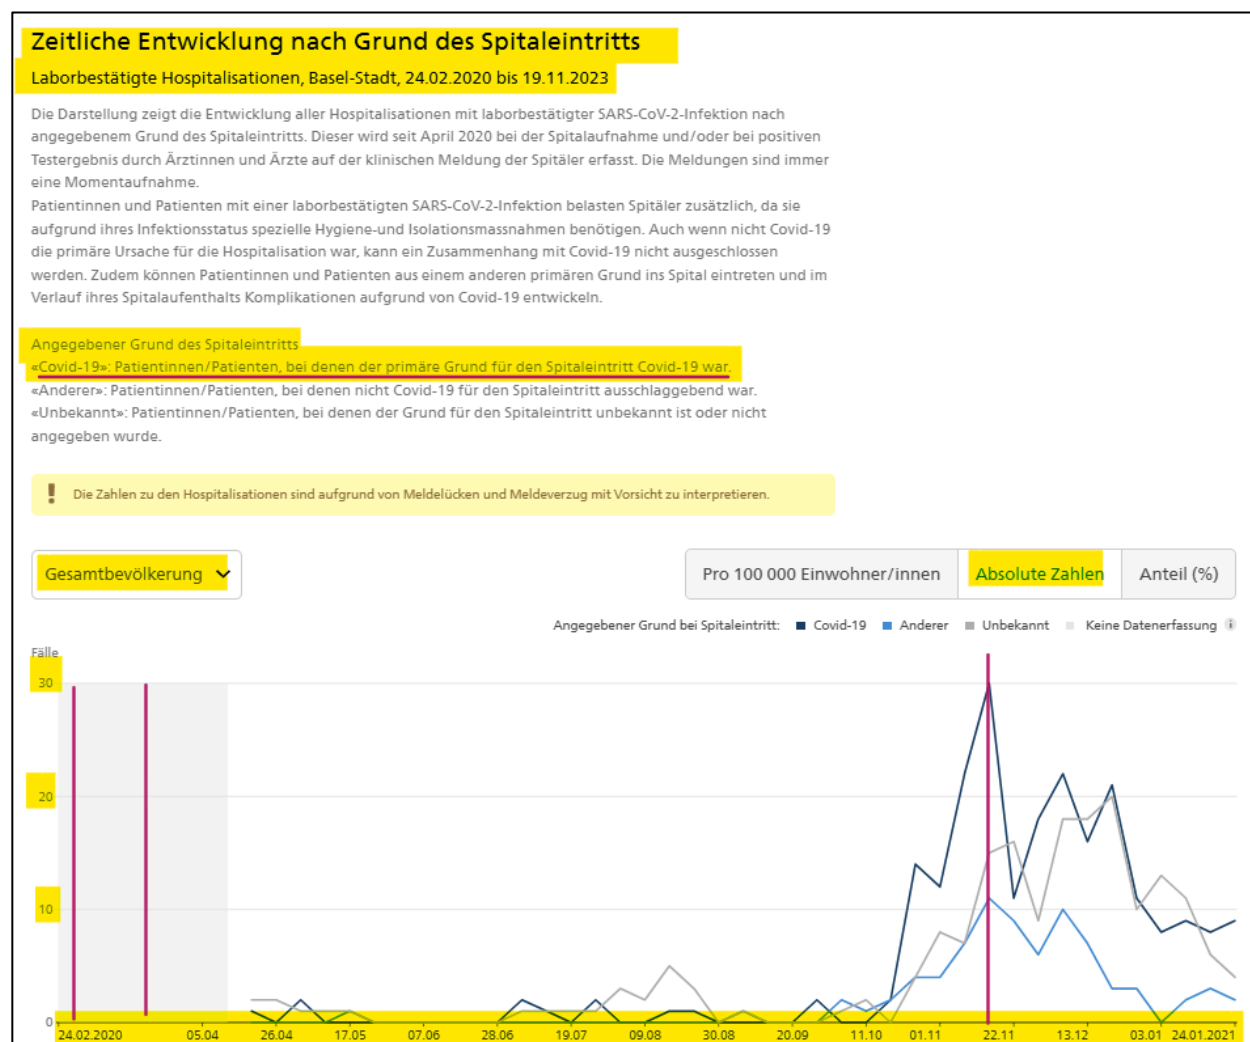 Zeitliche Entwicklung nach Grund des Spitaleintritts
Laborbestätigte Hospitalisationen, Basel-Stadt, 24.02.2020 bis 19.11.2023
Die Darstellung zeigt die Entwicklung aller Hospitalisationen mit laborbestätigter SARS-CoV-2-Infektion nach
angegebenem Grund des Spitaleintritts. Dieser wird seit April 2020 bei der Spitalaufnahme und/oder bei positiven
Testergebnis durch Ärztinnen und Ärzte auf der klinischen Meldung der Spitäler erfasst. Die Meldungen sind immer
eine Momentaufnahme.
Patientinnen und Patienten mit einer laborbestätigten SARS-CoV-2-Infektion belasten Spitäler zusätzlich, da sie
aufgrund ihres Infektionsstatus spezielle Hygiene-und Isolationsmassnahmen benötigen. Auch wenn nicht Covid-19
die primäre Ursache für die Hospitalisation war, kann ein Zusammenhang mit Covid-19 nicht ausgeschlossen
werden. Zudem können Patientinnen und Patienten aus einem anderen primären Grund ins Spital eintreten und im
Verlauf ihres Spitalaufenthalts Komplikationen aufgrund von Covid-19 entwickeln.
Angegebener Grund des Spitaleintritts
«Covid-19»: Patientinnen/Patienten, bei denen der primäre Grund für den Spitaleintritt Covid-19 war.
«Anderer»: Patientinnen/Patienten, bei denen nicht Covid-19 für den Spitaleintritt ausschlaggebend war.
«Unbekannt»: Patientinnen/Patienten, bei denen der Grund für den Spitaleintritt unbekannt ist oder nicht
angegeben wurde.
! Die Zahlen zu den Hospitalisationen sind aufgrund von Meldelücken und Meldeverzug mit Vorsicht zu interpretieren.
Gesamtbevölkerung Pro 100 000 Einwohner/innen Absolute Zahlen Anteil (%)
Angegebener Grund bei Spitaleintritt: Covid-19 Anderer Unbekannt Keine Datenerfassung i
Fälle
30
20
10
0
24.02.2020 05.04 26.04 17.05 07.06 28.06 19.07 09.08 30.08 20.09 11.10 01.11 22.11 13.12 03.01 24.01.2021